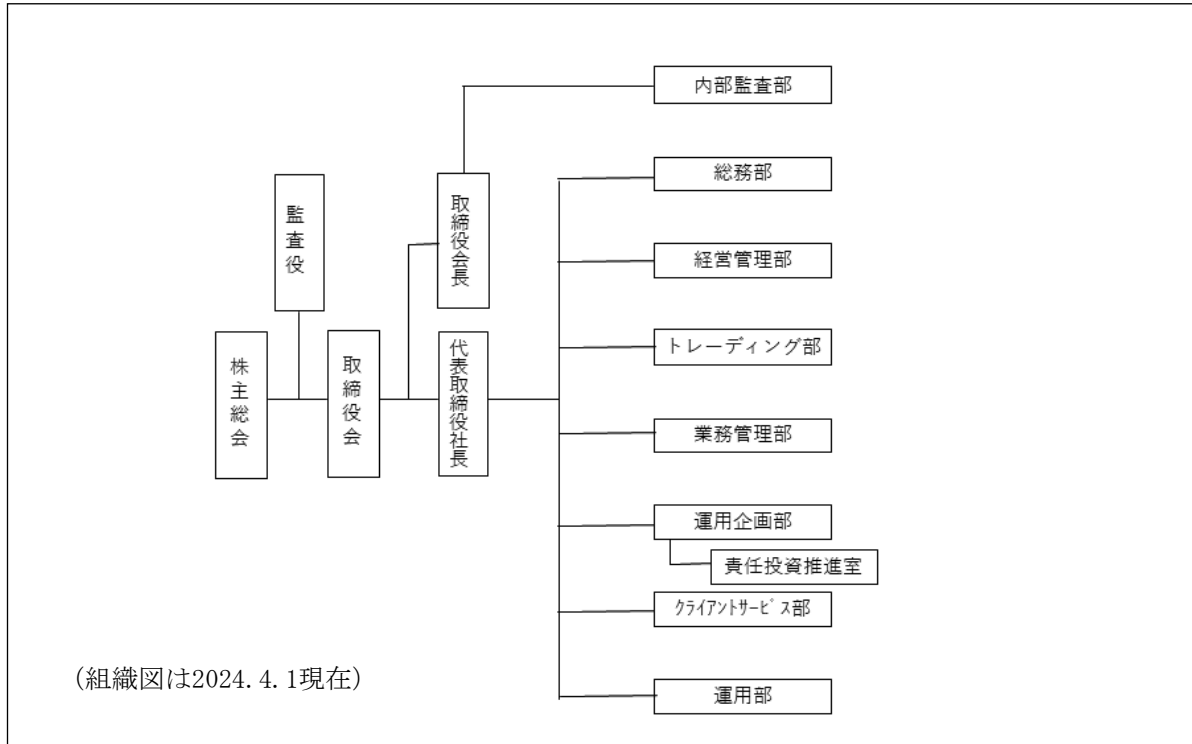 内部監査部
総務部
監査役
取締役会長
経営管理部
株主総会
取締役会
代表取締役社長
トレーディング部
業務管理部
運用企画部
責任投資推進室
ｸﾗｲｱﾝﾄｻｰﾋﾞｽ部
運用部
(組織図は2024.4.1現在)